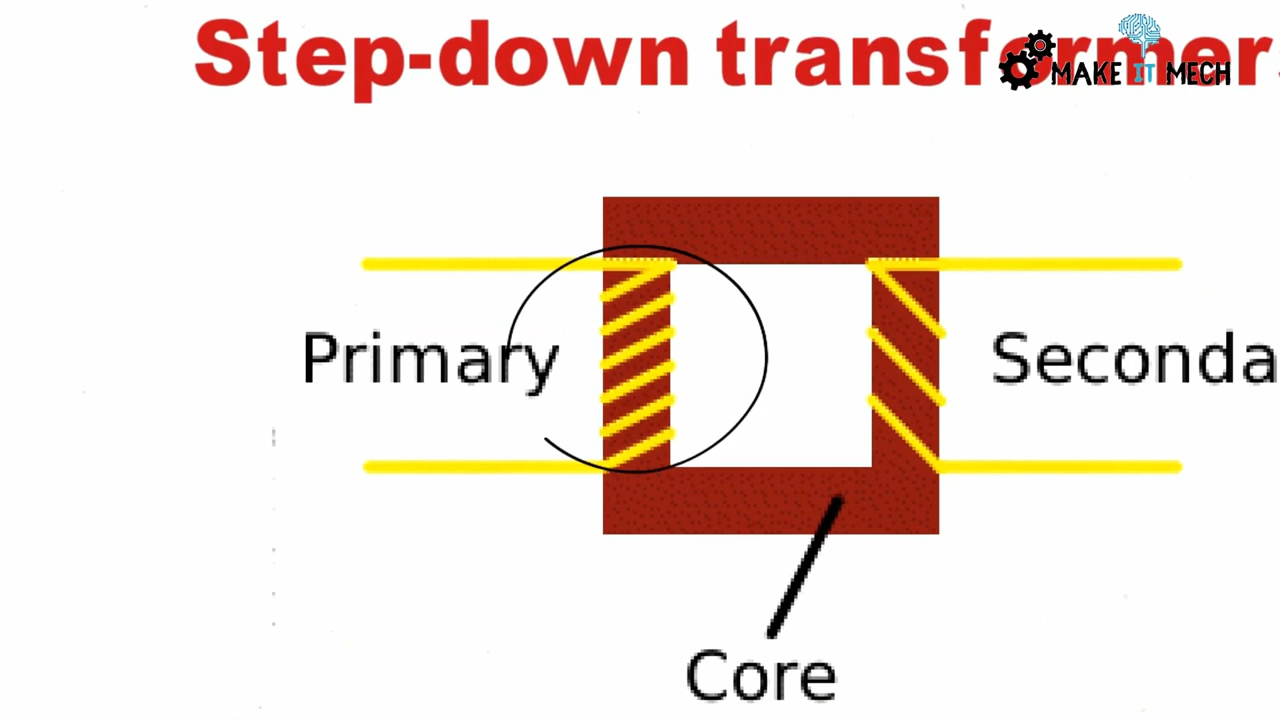 Step-down transformer
MAKE IT MECH
Primary
Seconda
Core